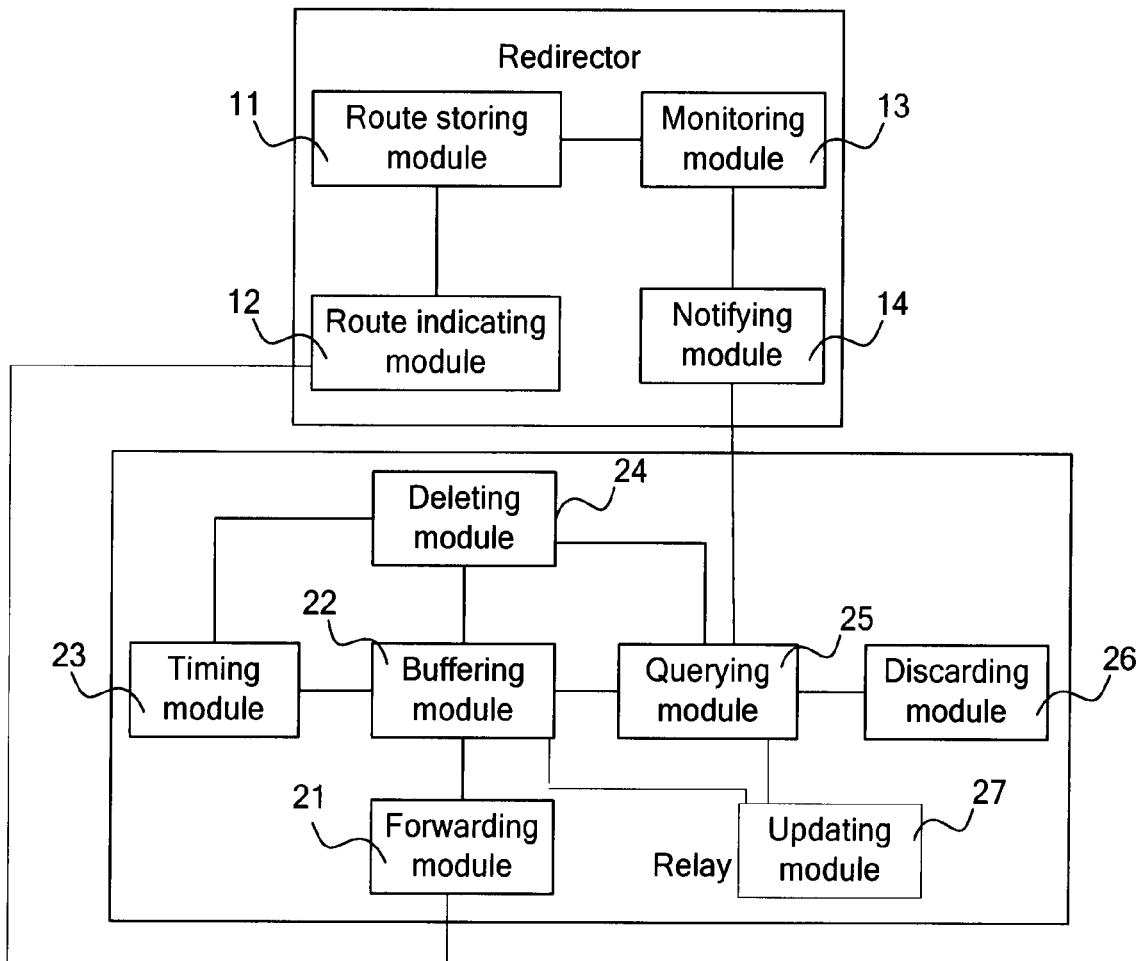 Redirector
11
Route storing
module
Monitoring
module
13
12
Route indicating
module
Notifying
module
14
Deleting
module
24
22
23
Timing
module
Buffering
module
25
Querying
module
Discarding
module
26
21
Forwarding
module
Relay
Updating
module
27